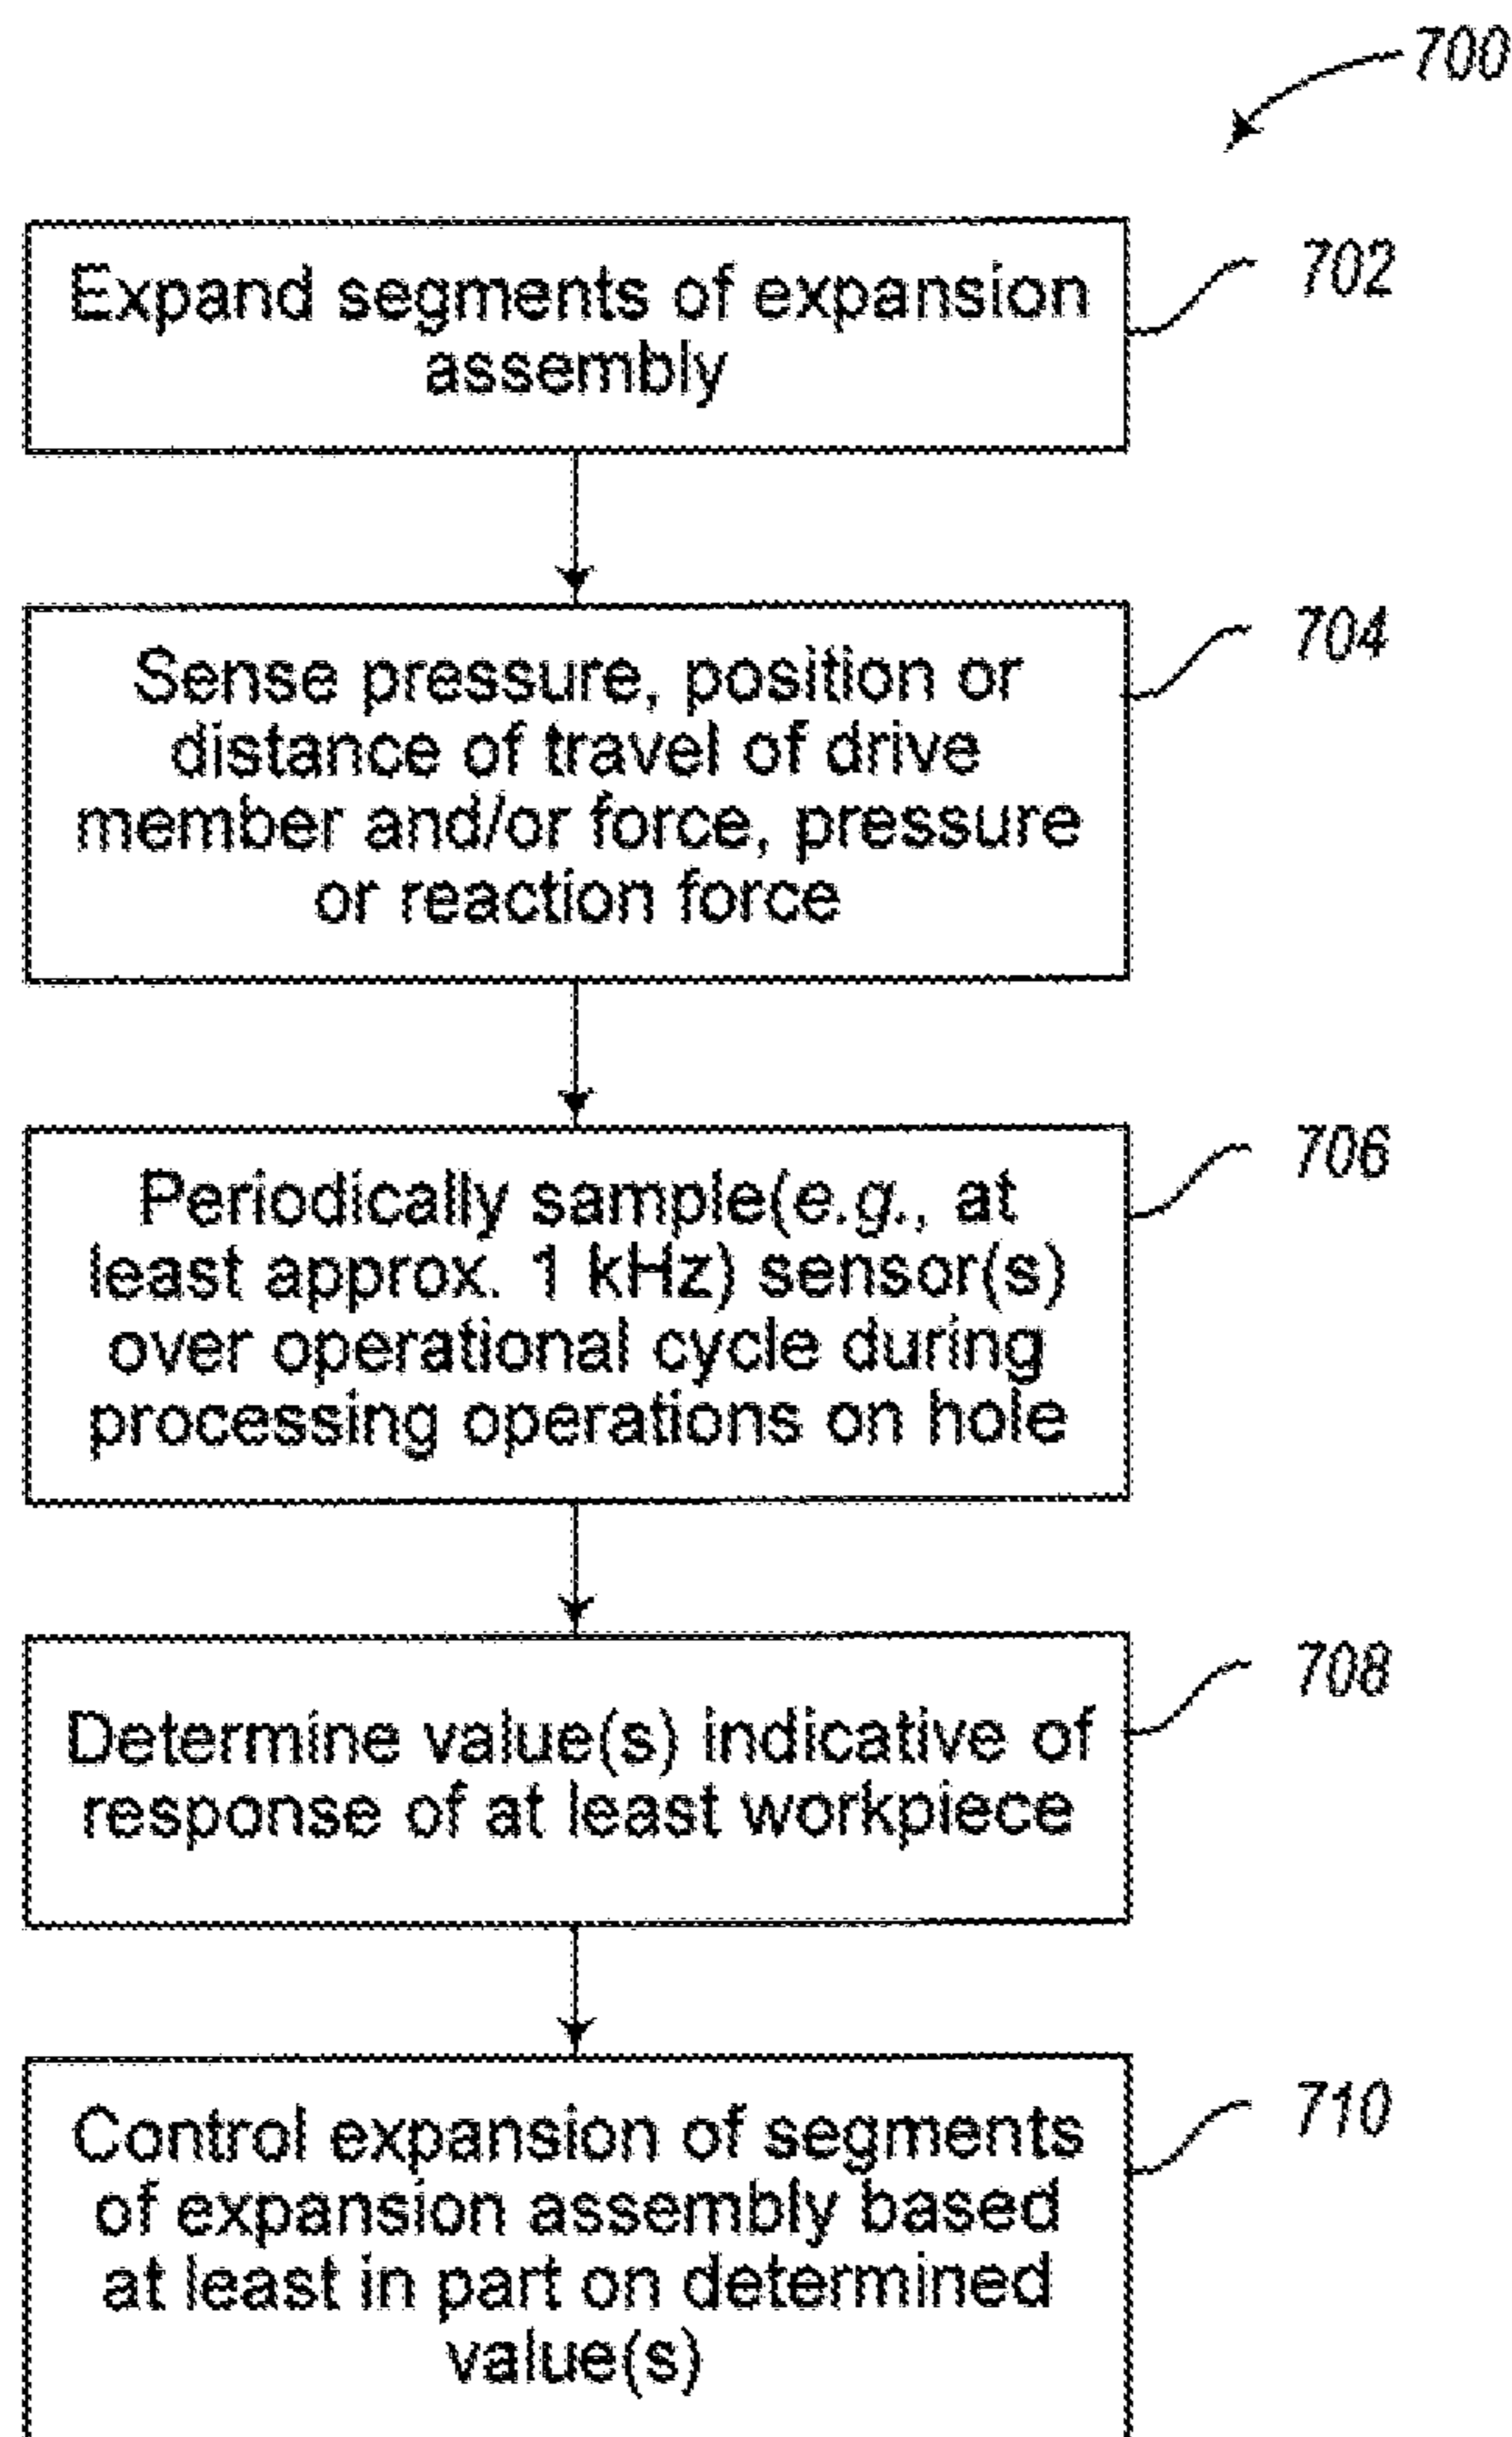 700
Expand segments of expansion
assembly
702
Sense pressure, position or
distance of travel of drive
member and/or force, pressure
or reaction force
704
Periodically sample(e.g., at
least approx. 1 kHz) sensor(s)
over operational cycle during
processing operations on hole
706
Determine value(s) indicative of
response of at least workpiece
708
Control expansion of segments
of expansion assembly based
at least in part on determined
value(s)
710